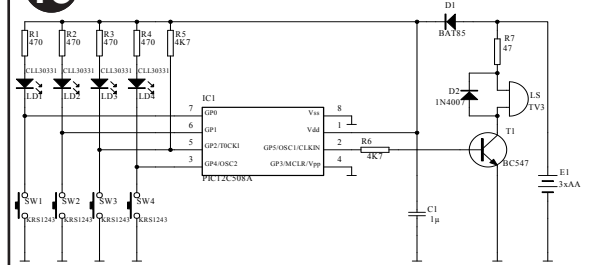 D1
BAT85
R1
470
R2
470
R3
470
R4
470
R5
4K7
R7
47
CLL30331
CLL30331
CLL30331
CLL30331
LD1
LD2
LD3
LD4
D2
1N4007
LS
TV3
IC1
7
GP0
Vss
8
6
GP1
Vdd
1
5
GP2/T0CKI
GP5/OSC1/CLKIN
2
3
GP4/OSC2
GP3/MCLR/Vpp
4
PIC12C508A
R6
4K7
T1
BC547
E1
3xAA
SW1
SW2
SW3
SW4
KRS1243
KRS1243
KRS1243
KRS1243
C1
1µ